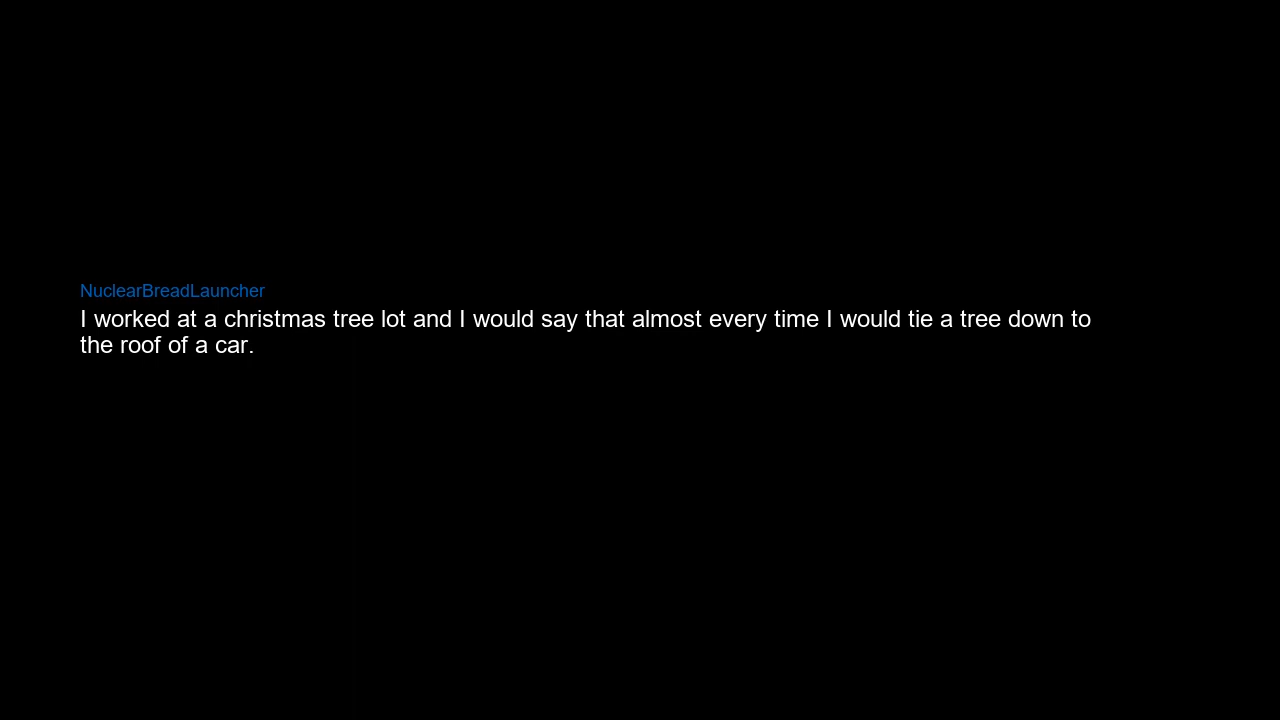 NuclearBreadLauncher
I worked at a christmas tree lot and I would say that almost every time I would tie a tree down to
the roof of a car.